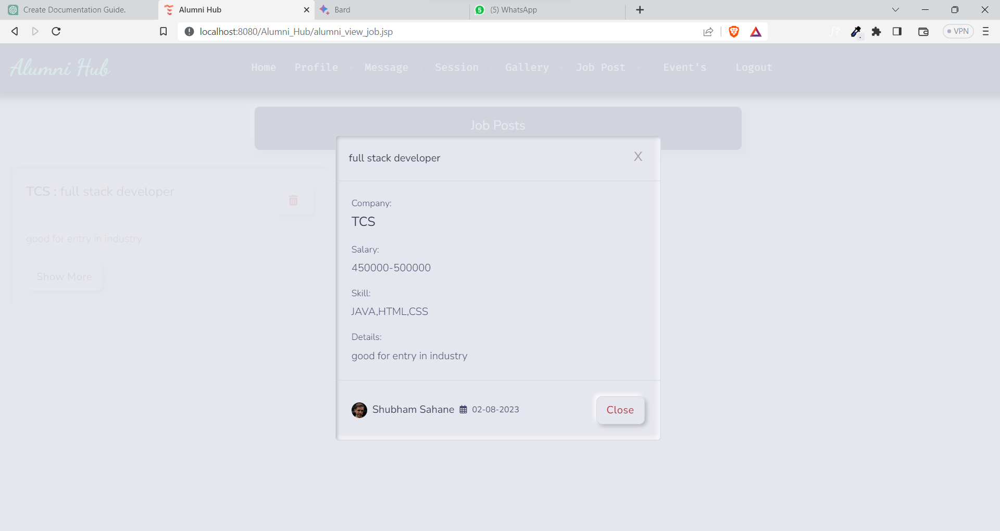 Create Documentation Guide.
Alumni Hub
Bard
5 (5) WhatsApp
localhost:8080/Alumni_Hub/alumni_view_job.jsp
VPN
Alumni Hub
Home Profile Message Session Gallery Job Post Event's Logout
Job Posts
TCS : full stack developer
good for entry in industry
Show More
full stack developer
X
Company:
TCS
Salary:
450000-500000
Skill:
JAVA,HTML,CSS
Details:
good for entry in industry
Shubham Sahane 02-08-2023
Close